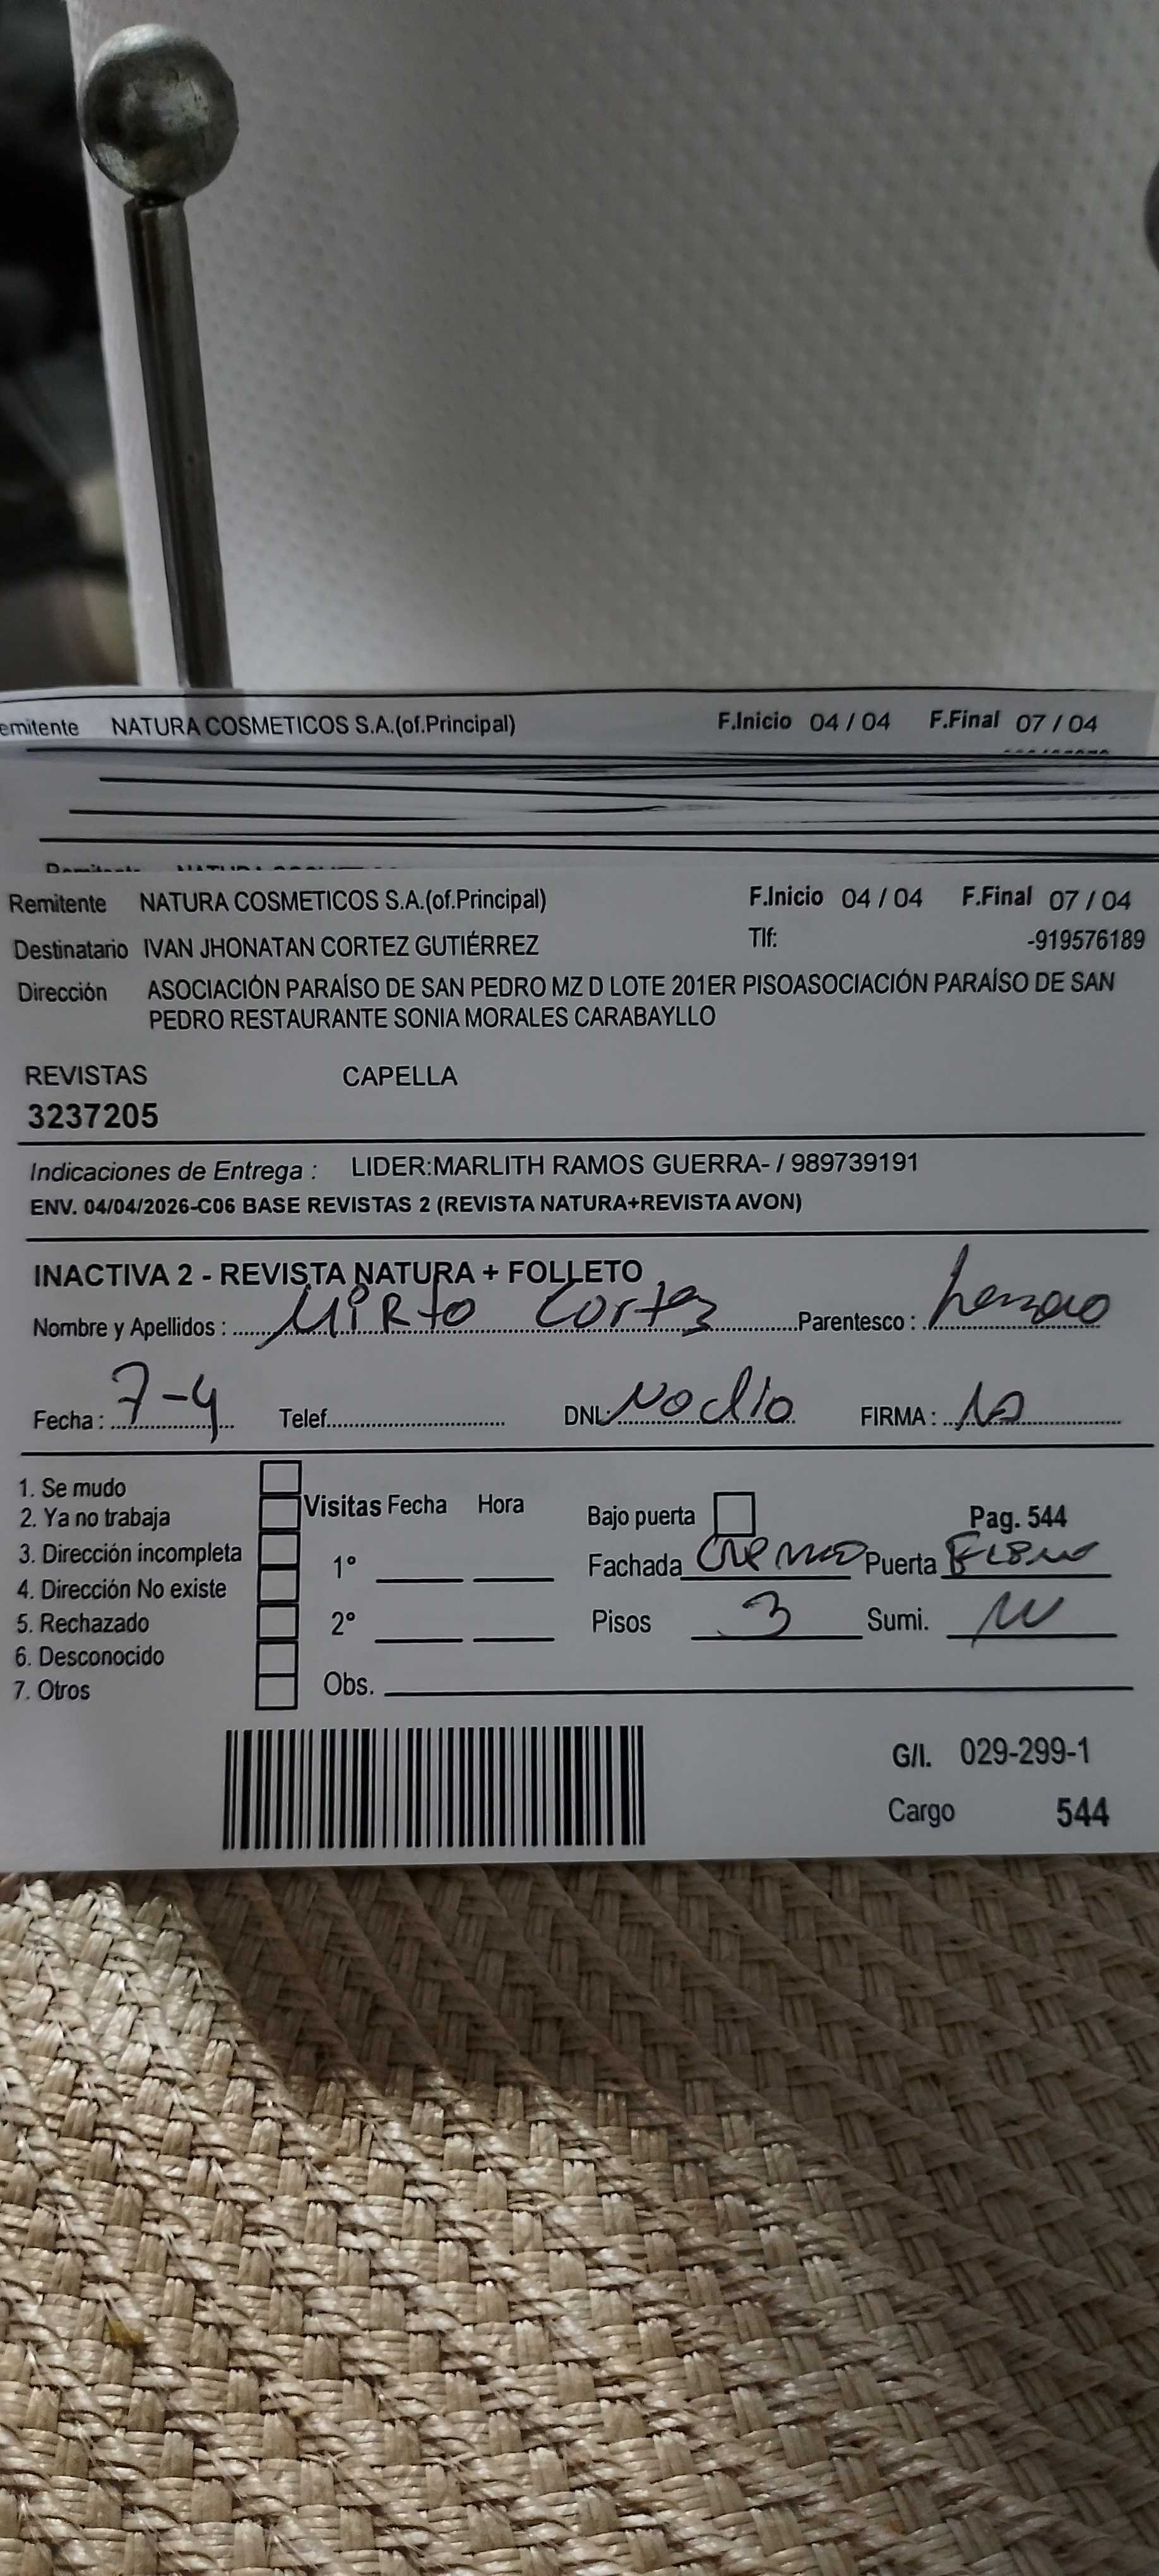 emitente NATURA COSMETICOS S.A.(of.Principal) F.Inicio 04 / 04 F.Final 07 / 04
Remitente NATURA COSMETICOS S.A.(of.Principal) F.Inicio 04 / 04 F.Final 07 / 04
Destinatario IVAN JHONATAN CORTEZ GUTIÉRREZ Tlf: -919576189
Dirección ASOCIACIÓN PARAÍSO DE SAN PEDRO MZ D LOTE 201ER PISOASOCIACIÓN PARAÍSO DE SAN
PEDRO RESTAURANTE SONIA MORALES CARABAYLLO
REVISTAS CAPELLA
3237205
Indicaciones de Entrega : LIDER:MARLITH RAMOS GUERRA- / 989739191
ENV. 04/04/2026-C06 BASE REVISTAS 2 (REVISTA NATURA+REVISTA AVON)
INACTIVA 2 - REVISTA NATURA + FOLLETO
Nombre y Apellidos : Mirto Cortez Parentesco :
Fecha : 7-4 Telef. DNI: No dio FIRMA :
1. Se mudo
2. Ya no trabaja
3. Dirección incompleta
4. Dirección No existe
5. Rechazado
6. Desconocido
7. Otros
Visitas Fecha Hora
1°
2°
Bajo puerta Pag. 544
Fachada Puerta
Pisos 3 Sumi.
Obs.
G/I. 029-299-1
Cargo 544